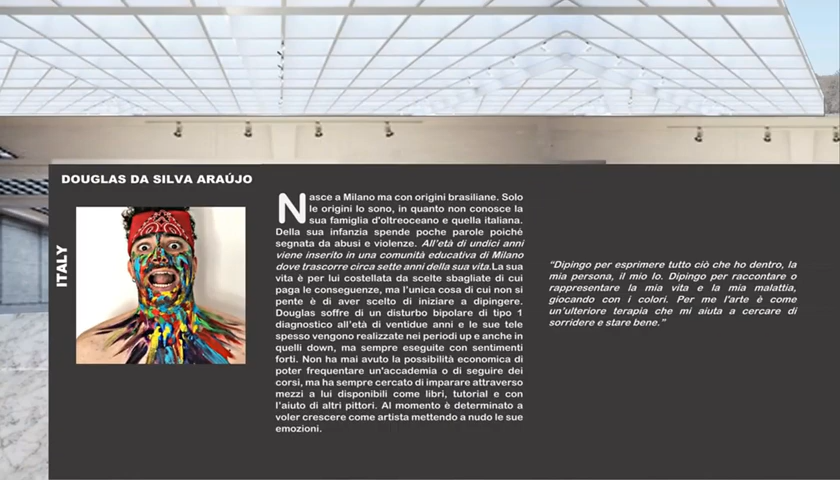 DOUGLAS DA SILVA ARAÚJO
ITALY
Nasce a Milano ma con origini brasiliane. Solo
le origini lo sono, in quanto non conosce la
sua famiglia d'oltreoceano e quella italiana.
Della sua infanzia spende poche parole poiché
segnata da abusi e violenze. All'età di undici anni
viene inserito in una comunità educativa di Milano
dove trascorre circa sette anni della sua vita.La sua
vita è per lui costellata da scelte sbagliate di cui
paga le conseguenze, ma l'unica cosa di cui non si
pente è di aver scelto di iniziare a dipingere.
Douglas soffre di un disturbo bipolare di tipo 1
diagnostico all'età di ventidue anni e le sue tele
spesso vengono realizzate nei periodi up e anche in
quelli down, ma sempre eseguite con sentimenti
forti. Non ha mai avuto la possibilità economica di
poter frequentare un'accademia o di seguire dei
corsi, ma ha sempre cercato di imparare attraverso
mezzi a lui disponibili come libri, tutorial e con
l'aiuto di altri pittori. Al momento è determinato a
voler crescere come artista mettendo a nudo le sue
emozioni.
"Dipingo per esprimere tutto ciò che ho dentro, la
mia persona, il mio Io. Dipingo per raccontare o
rappresentare la mia vita e la mia malattia,
giocando con i colori. Per me l'arte è come
un'ulteriore terapia che mi aiuta a cercare di
sorridere e stare bene."